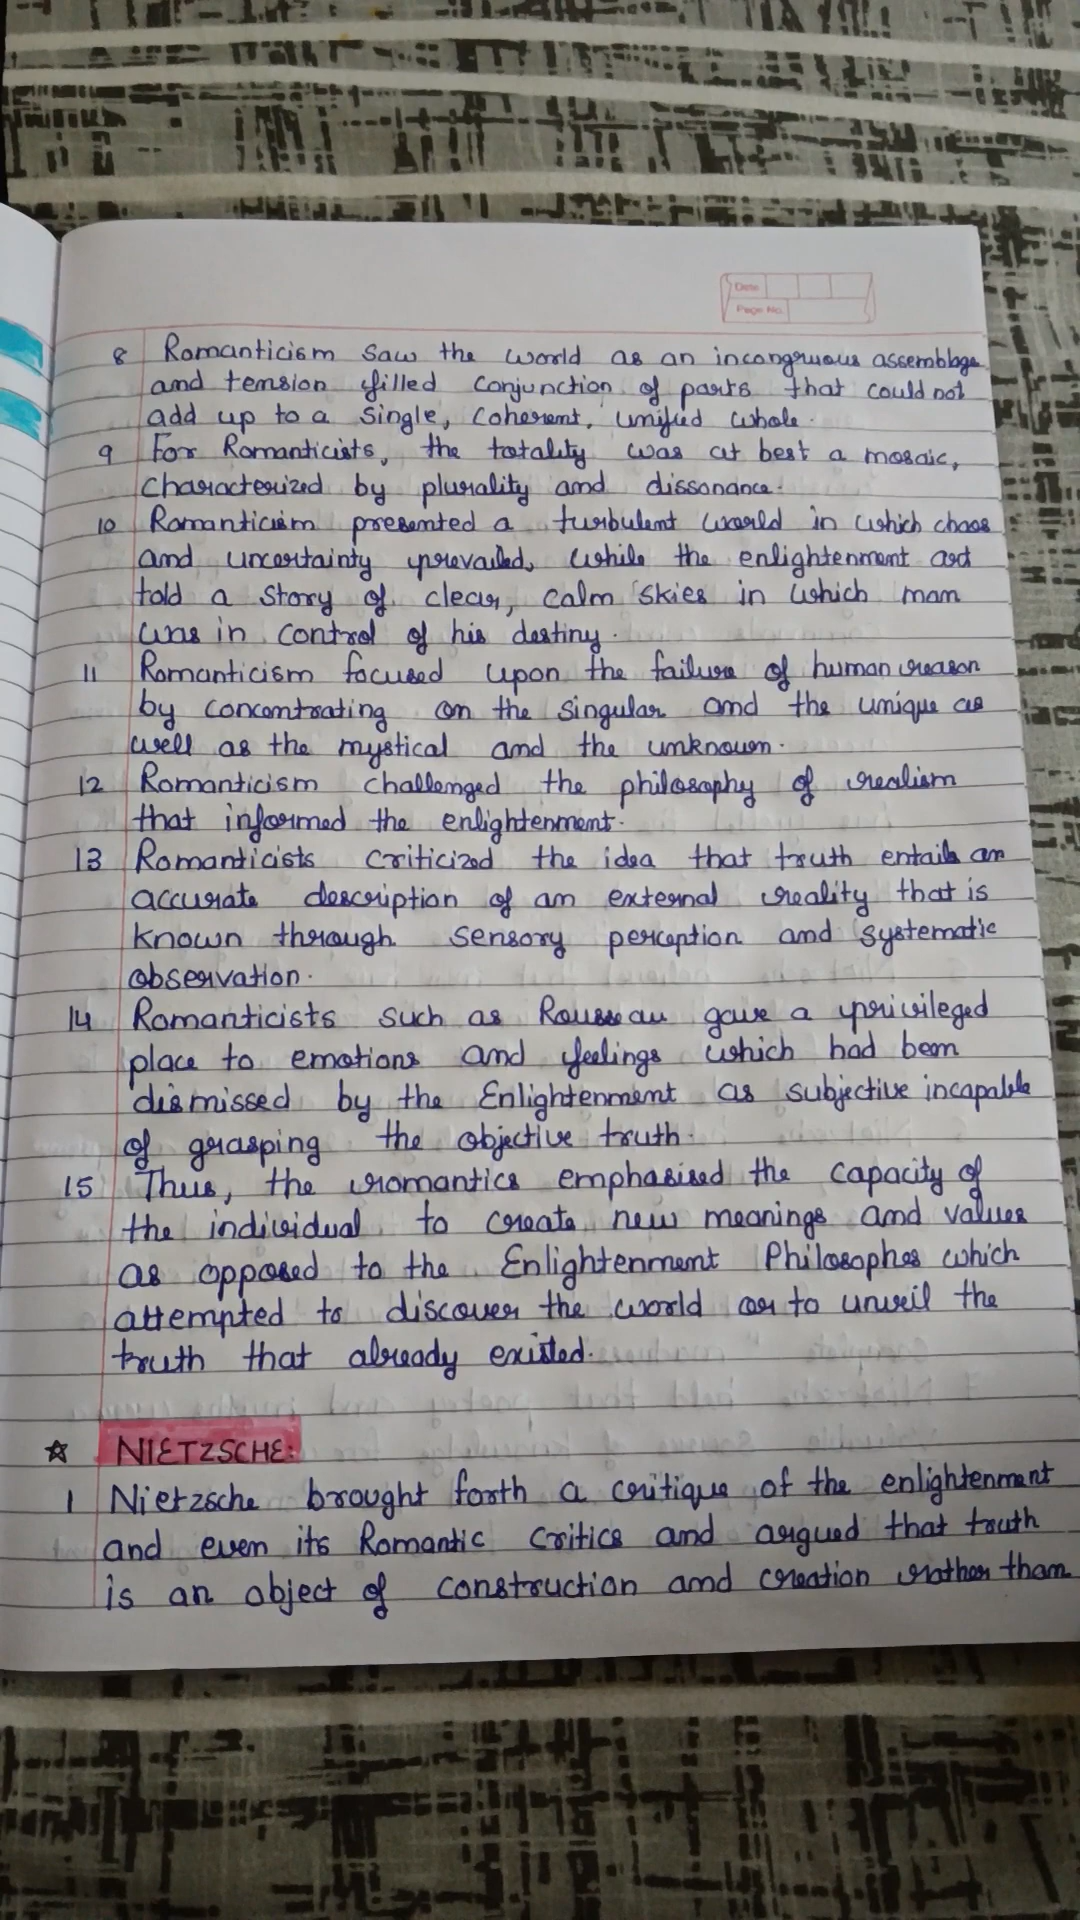 Date
Page No.
8 Romanticism saw the world as an incongruous assemblage
and tension filled conjunction of parts that could not
add up to a single, coherent, unified whole.
9 For Romanticists, the totality was at best a mosaic,
characterized by plurality and dissonance.
10 Romanticism presented a turbulent world in which chaos
and uncertainty prevailed, while the enlightenment art
told a story of clear, calm skies in which man
was in control of his destiny.
11 Romanticism focused upon the failure of human reason
by concentrating on the singular and the unique as
well as the mystical and the unknown.
12 Romanticism challenged the philosophy of realism
that informed the enlightenment.
13 Romanticists criticized the idea that truth entails an
accurate description of an external reality that is
known through sensory perception and systematic
observation.
14 Romanticists such as Rousseau gave a privileged
place to emotions and feelings which had been
dismissed by the Enlightenment as subjective incapable
of grasping the objective truth.
15 Thus, the romantics emphasised the capacity of
the individual to create new meanings and values
as opposed to the Enlightenment Philosophes which
attempted to discover the world or to unveil the
truth that already existed.
☆ NIETZSCHE:
1 Nietzsche brought forth a critique of the enlightenment
and even its Romantic critics and argued that truth
is an object of construction and creation rather than